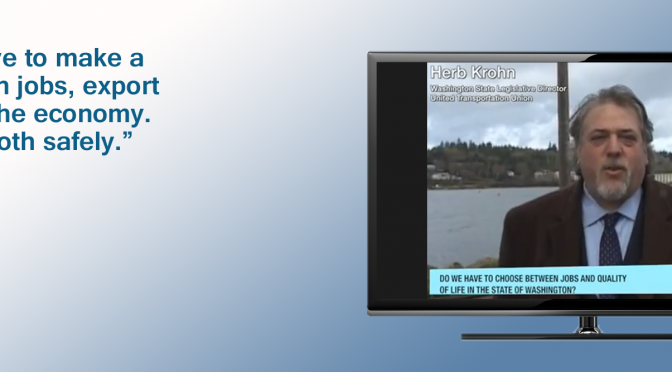 ve to make a
n jobs, export
he economy.
oth safely.”
Herb Krohn
Washington State Legislative Director
United Transportation Union
DO WE HAVE TO CHOOSE BETWEEN JOBS AND QUALITY
OF LIFE IN THE STATE OF WASHINGTON?